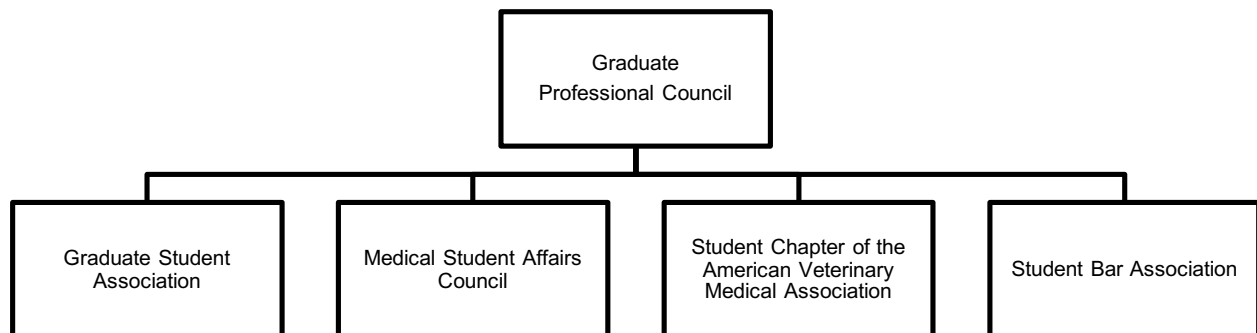 Graduate
Professional Council
Graduate Student
Association
Medical Student Affairs
Council
Student Chapter of the
American Veterinary
Medical Association
Student Bar Association